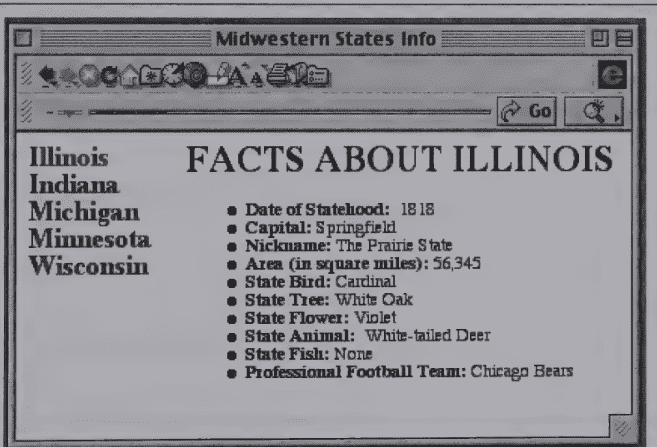 Midwestern States Info
Go
Illinois
Indiana
Michigan
Minnesota
Wisconsin
FACTS ABOUT ILLINOIS
Date of Statehood: 1818
Capital: Springfield
Nickname: The Prairie State
Area (in square miles): 56,345
State Bird: Cardinal
State Tree: White Oak
State Flower: Violet
State Animal: White-tailed Deer
State Fish: None
Professional Football Team: Chicago Bears